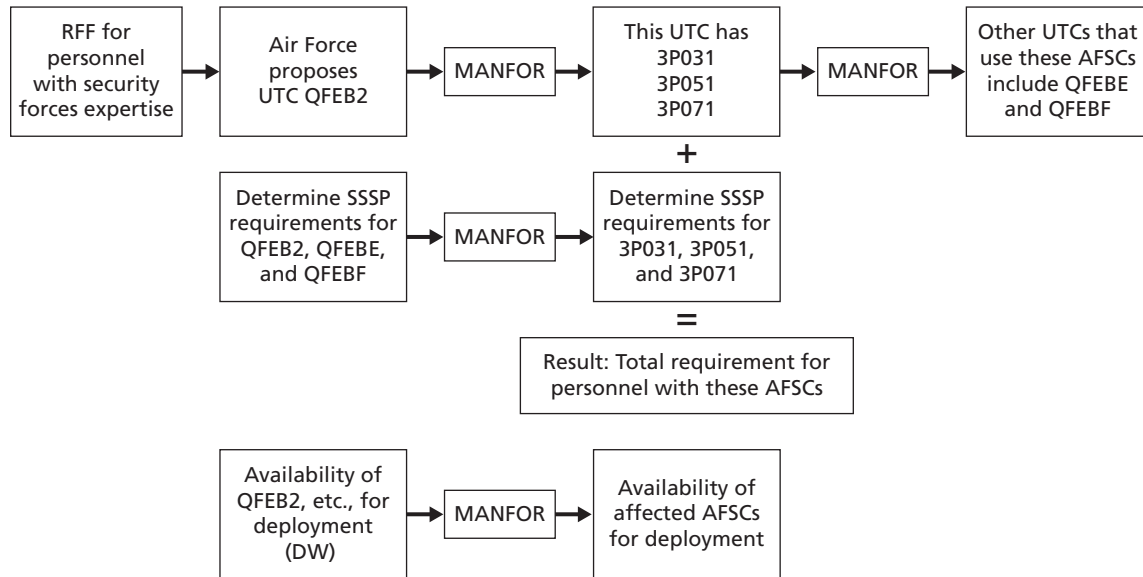 RFF for
personnel
with security
forces expertise
Air Force
proposes
UTC QFEB2
MANFOR
This UTC has
3P031
3P051
3P071
MANFOR
Other UTCs that
use these AFSCs
include QFEBE
and QFEBF
+
Determine SSSP
requirements for
QFEB2, QFEBE,
and QFEBF
MANFOR
Determine SSSP
requirements for
3P031, 3P051,
and 3P071
=
Result: Total requirement for
personnel with these AFSCs
Availability of
QFEB2, etc., for
deployment
(DW)
MANFOR
Availability of
affected AFSCs
for deployment